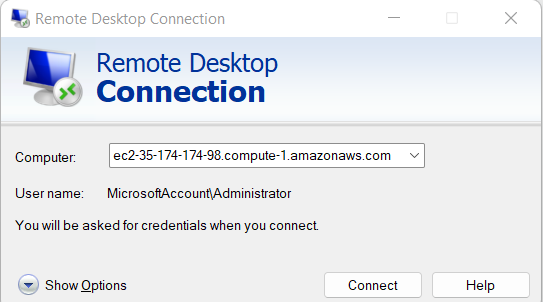 Remote Desktop Connection
Remote Desktop
Connection
Computer: ec2-35-174-174-98.compute-1.amazonaws.com
User name: MicrosoftAccount\Administrator
You will be asked for credentials when you connect.
Show Options Connect Help